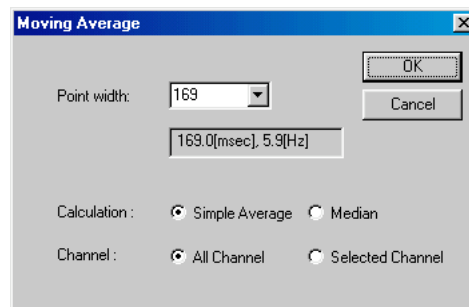 Moving Average
OK
Point width: 169
Cancel
169.0[msec], 5.9[Hz]
Calculation : Simple Average Median
Channel : All Channel Selected Channel